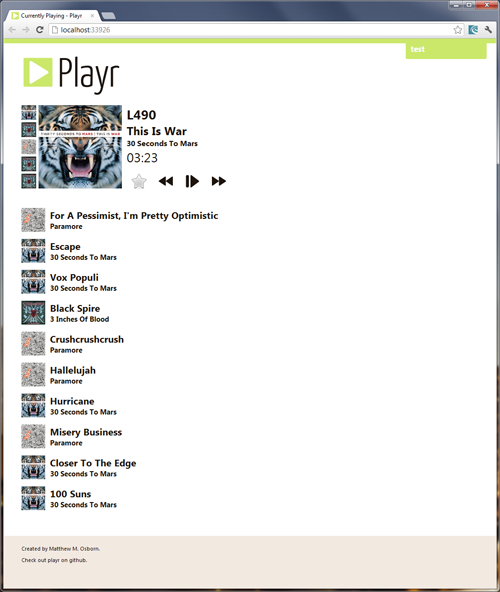 Currently Playing - Playr
localhost:33926
test
Playr
L490
THIRTY SECONDS TO MARS | THIS IS WAR
This Is War
30 Seconds To Mars
03:23
For A Pessimist, I'm Pretty Optimistic
Paramore
Escape
30 Seconds To Mars
Vox Populi
30 Seconds To Mars
Black Spire
3 Inches Of Blood
Crushcrushcrush
Paramore
Hallelujah
Paramore
Hurricane
30 Seconds To Mars
Misery Business
Paramore
Closer To The Edge
30 Seconds To Mars
100 Suns
30 Seconds To Mars
Created by Matthew M. Osborn.
Check out playr on github.